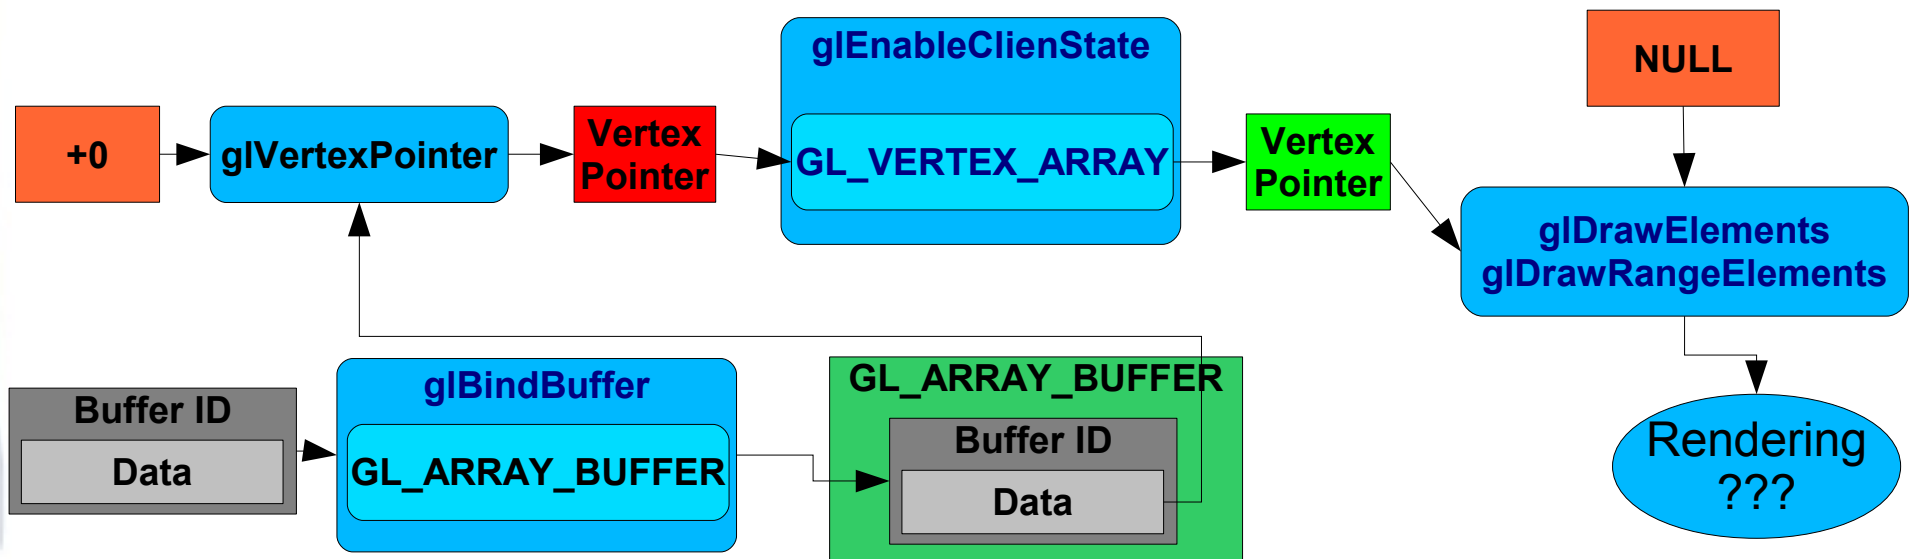 glEnableClienState
NULL
+0
glVertexPointer
Vertex
Pointer
GL_VERTEX_ARRAY
Vertex
Pointer
glDrawElements
glDrawRangeElements
Buffer ID
Data
glBindBuffer
GL_ARRAY_BUFFER
GL_ARRAY_BUFFER
Buffer ID
Data
Rendering
???